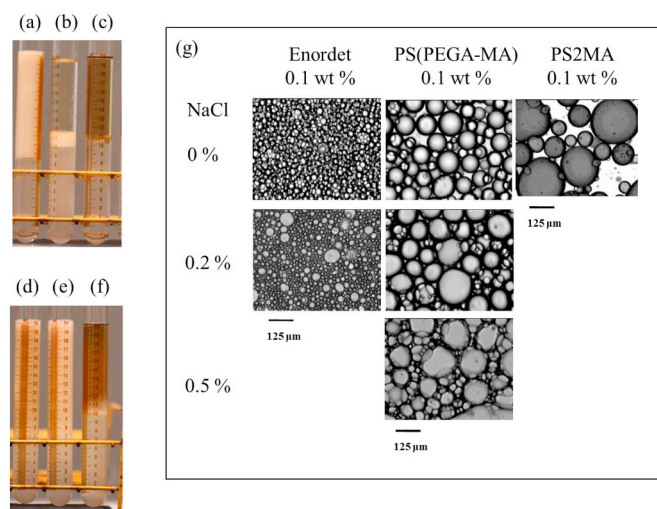 (a) (b) (c)
(d) (e) (f)
(g)
Enordet PS(PEGA-MA) PS2MA
0.1 wt % 0.1 wt % 0.1 wt %
NaCl
0 %
125 µm
0.2 %
125 µm
0.5 %
125 µm